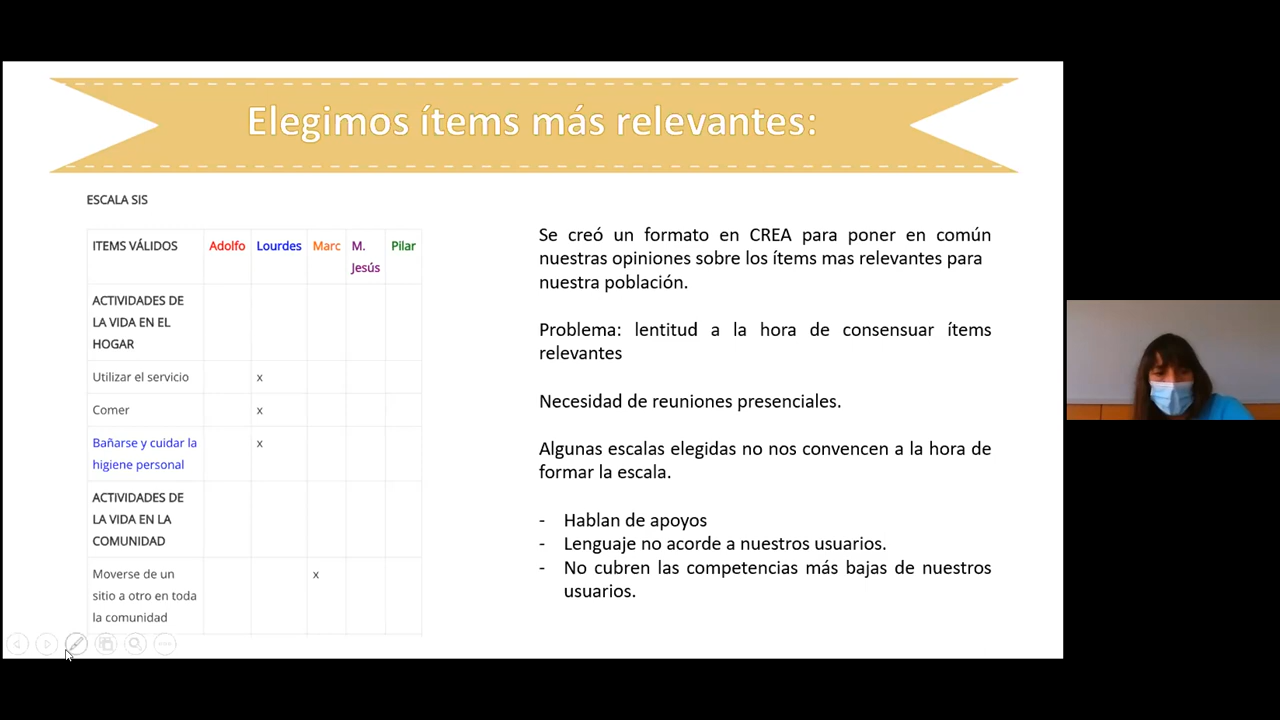 Elegimos ítems más relevantes:
ESCALA SIS
ITEMS VÁLIDOS Adolfo Lourdes Marc M. Jesús Pilar
ACTIVIDADES DE
LA VIDA EN EL
HOGAR
Utilizar el servicio x
Comer x
Bañarse y cuidar la x
higiene personal
ACTIVIDADES DE
LA VIDA EN LA
COMUNIDAD
Moverse de un x
sitio a otro en toda
la comunidad
Se creó un formato en CREA para poner en común
nuestras opiniones sobre los ítems mas relevantes para
nuestra población.
Problema: lentitud a la hora de consensuar ítems
relevantes
Necesidad de reuniones presenciales.
Algunas escalas elegidas no nos convencen a la hora de
formar la escala.
- Hablan de apoyos
- Lenguaje no acorde a nuestros usuarios.
- No cubren las competencias más bajas de nuestros
usuarios.